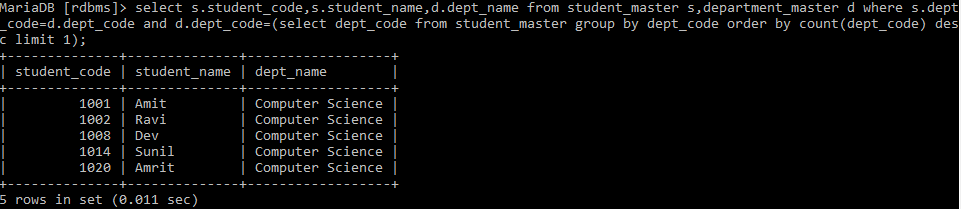 MariaDB [rdbms]> select s.student_code,s.student_name,d.dept_name from student_master s,department_master d where s.dept
_code=d.dept_code and d.dept_code=(select dept_code from student_master group by dept_code order by count(dept_code) des
c limit 1);
+--------------+--------------+------------------+
| student_code | student_name | dept_name        |
+--------------+--------------+------------------+
|         1001 | Amit         | Computer Science |
|         1002 | Ravi         | Computer Science |
|         1008 | Dev          | Computer Science |
|         1014 | Sunil        | Computer Science |
|         1020 | Amrit        | Computer Science |
+--------------+--------------+------------------+
5 rows in set (0.011 sec)